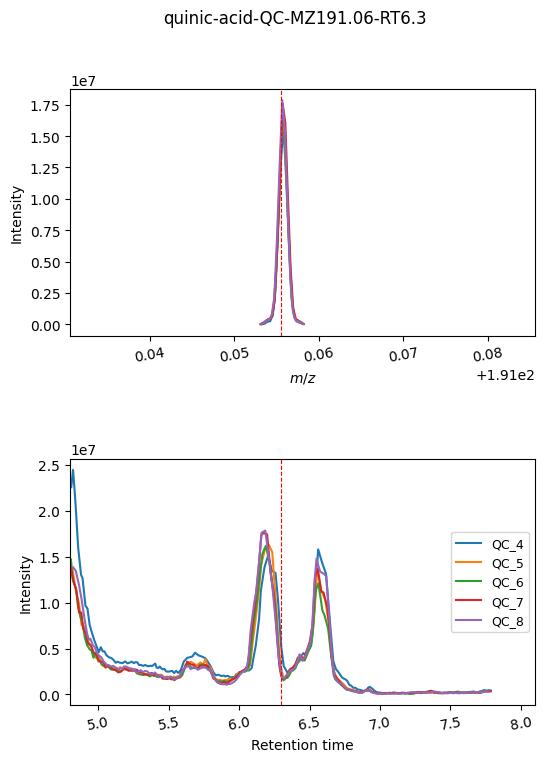 quinic-acid-QC-MZ191.06-RT6.3
1e7
1.75
1.50
1.25
1.00
0.75
0.50
0.25
0.00
Intensity
0.04 0.05 0.06 0.07 0.08
m/z
+1.91e2
1e7
2.5
2.0
1.5
1.0
0.5
0.0
Intensity
QC_4
QC_5
QC_6
QC_7
QC_8
5.0 5.5 6.0 6.5 7.0 7.5 8.0
Retention time